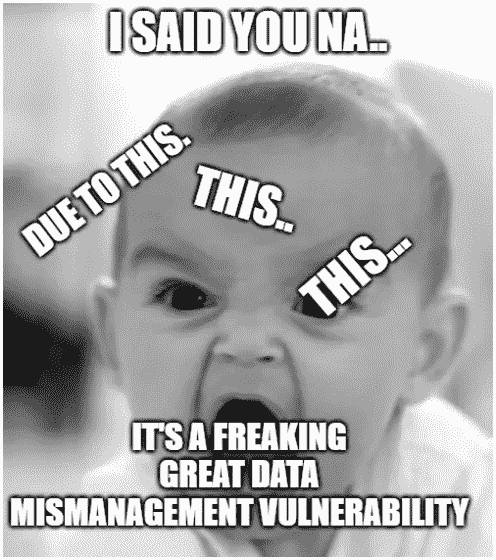 I SAID YOU NA..
DUE TO THIS.
THIS..
THIS...
IT'S A FREAKING
GREAT DATA
MISMANAGEMENT VULNERABILITY